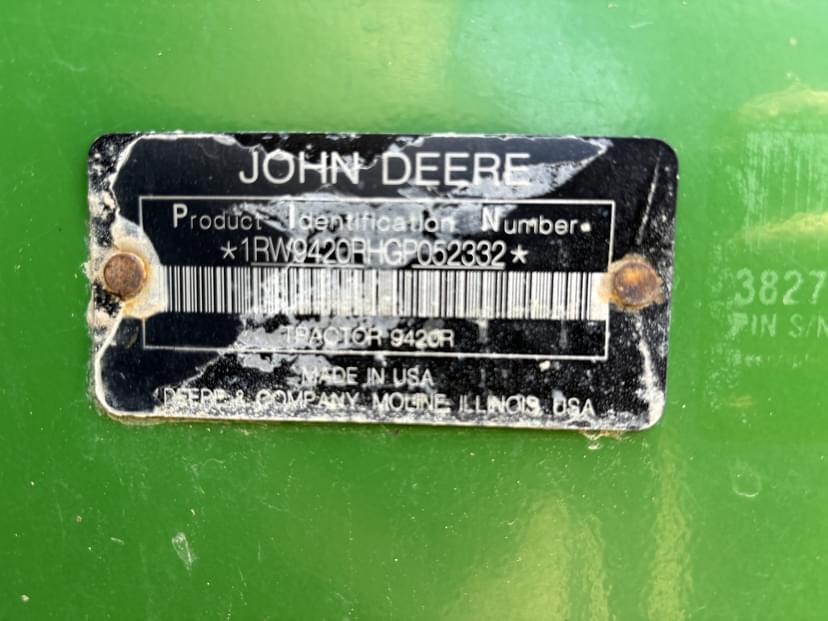 JOHN DEERE
Product Identification Number
*1RW9420RHGP052332*
TRACTOR 9420R
MADE IN USA
DEERE & COMPANY MOLINE, ILLINOIS, USA
3827
PIN S/N